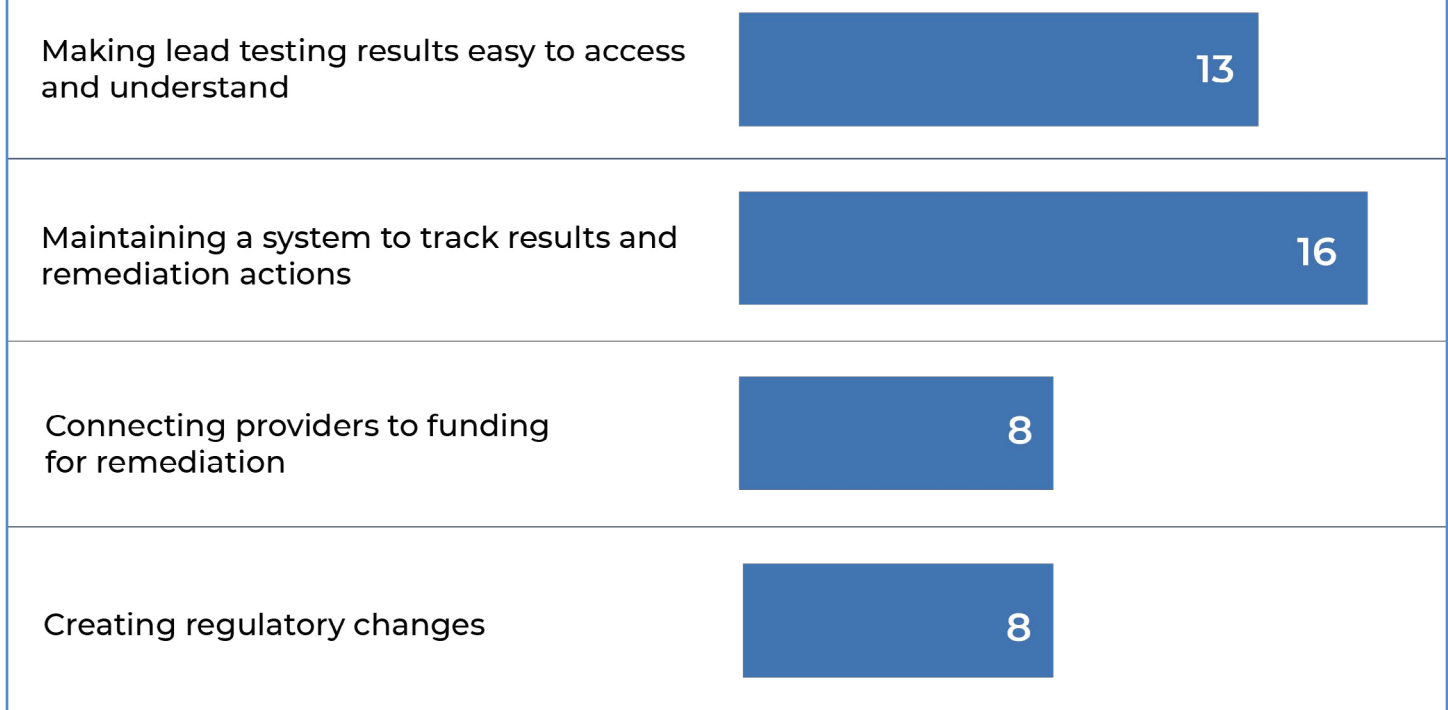 Making lead testing results easy to access
and understand
13
Maintaining a system to track results and
remediation actions
16
Connecting providers to funding
for remediation
8
Creating regulatory changes
8